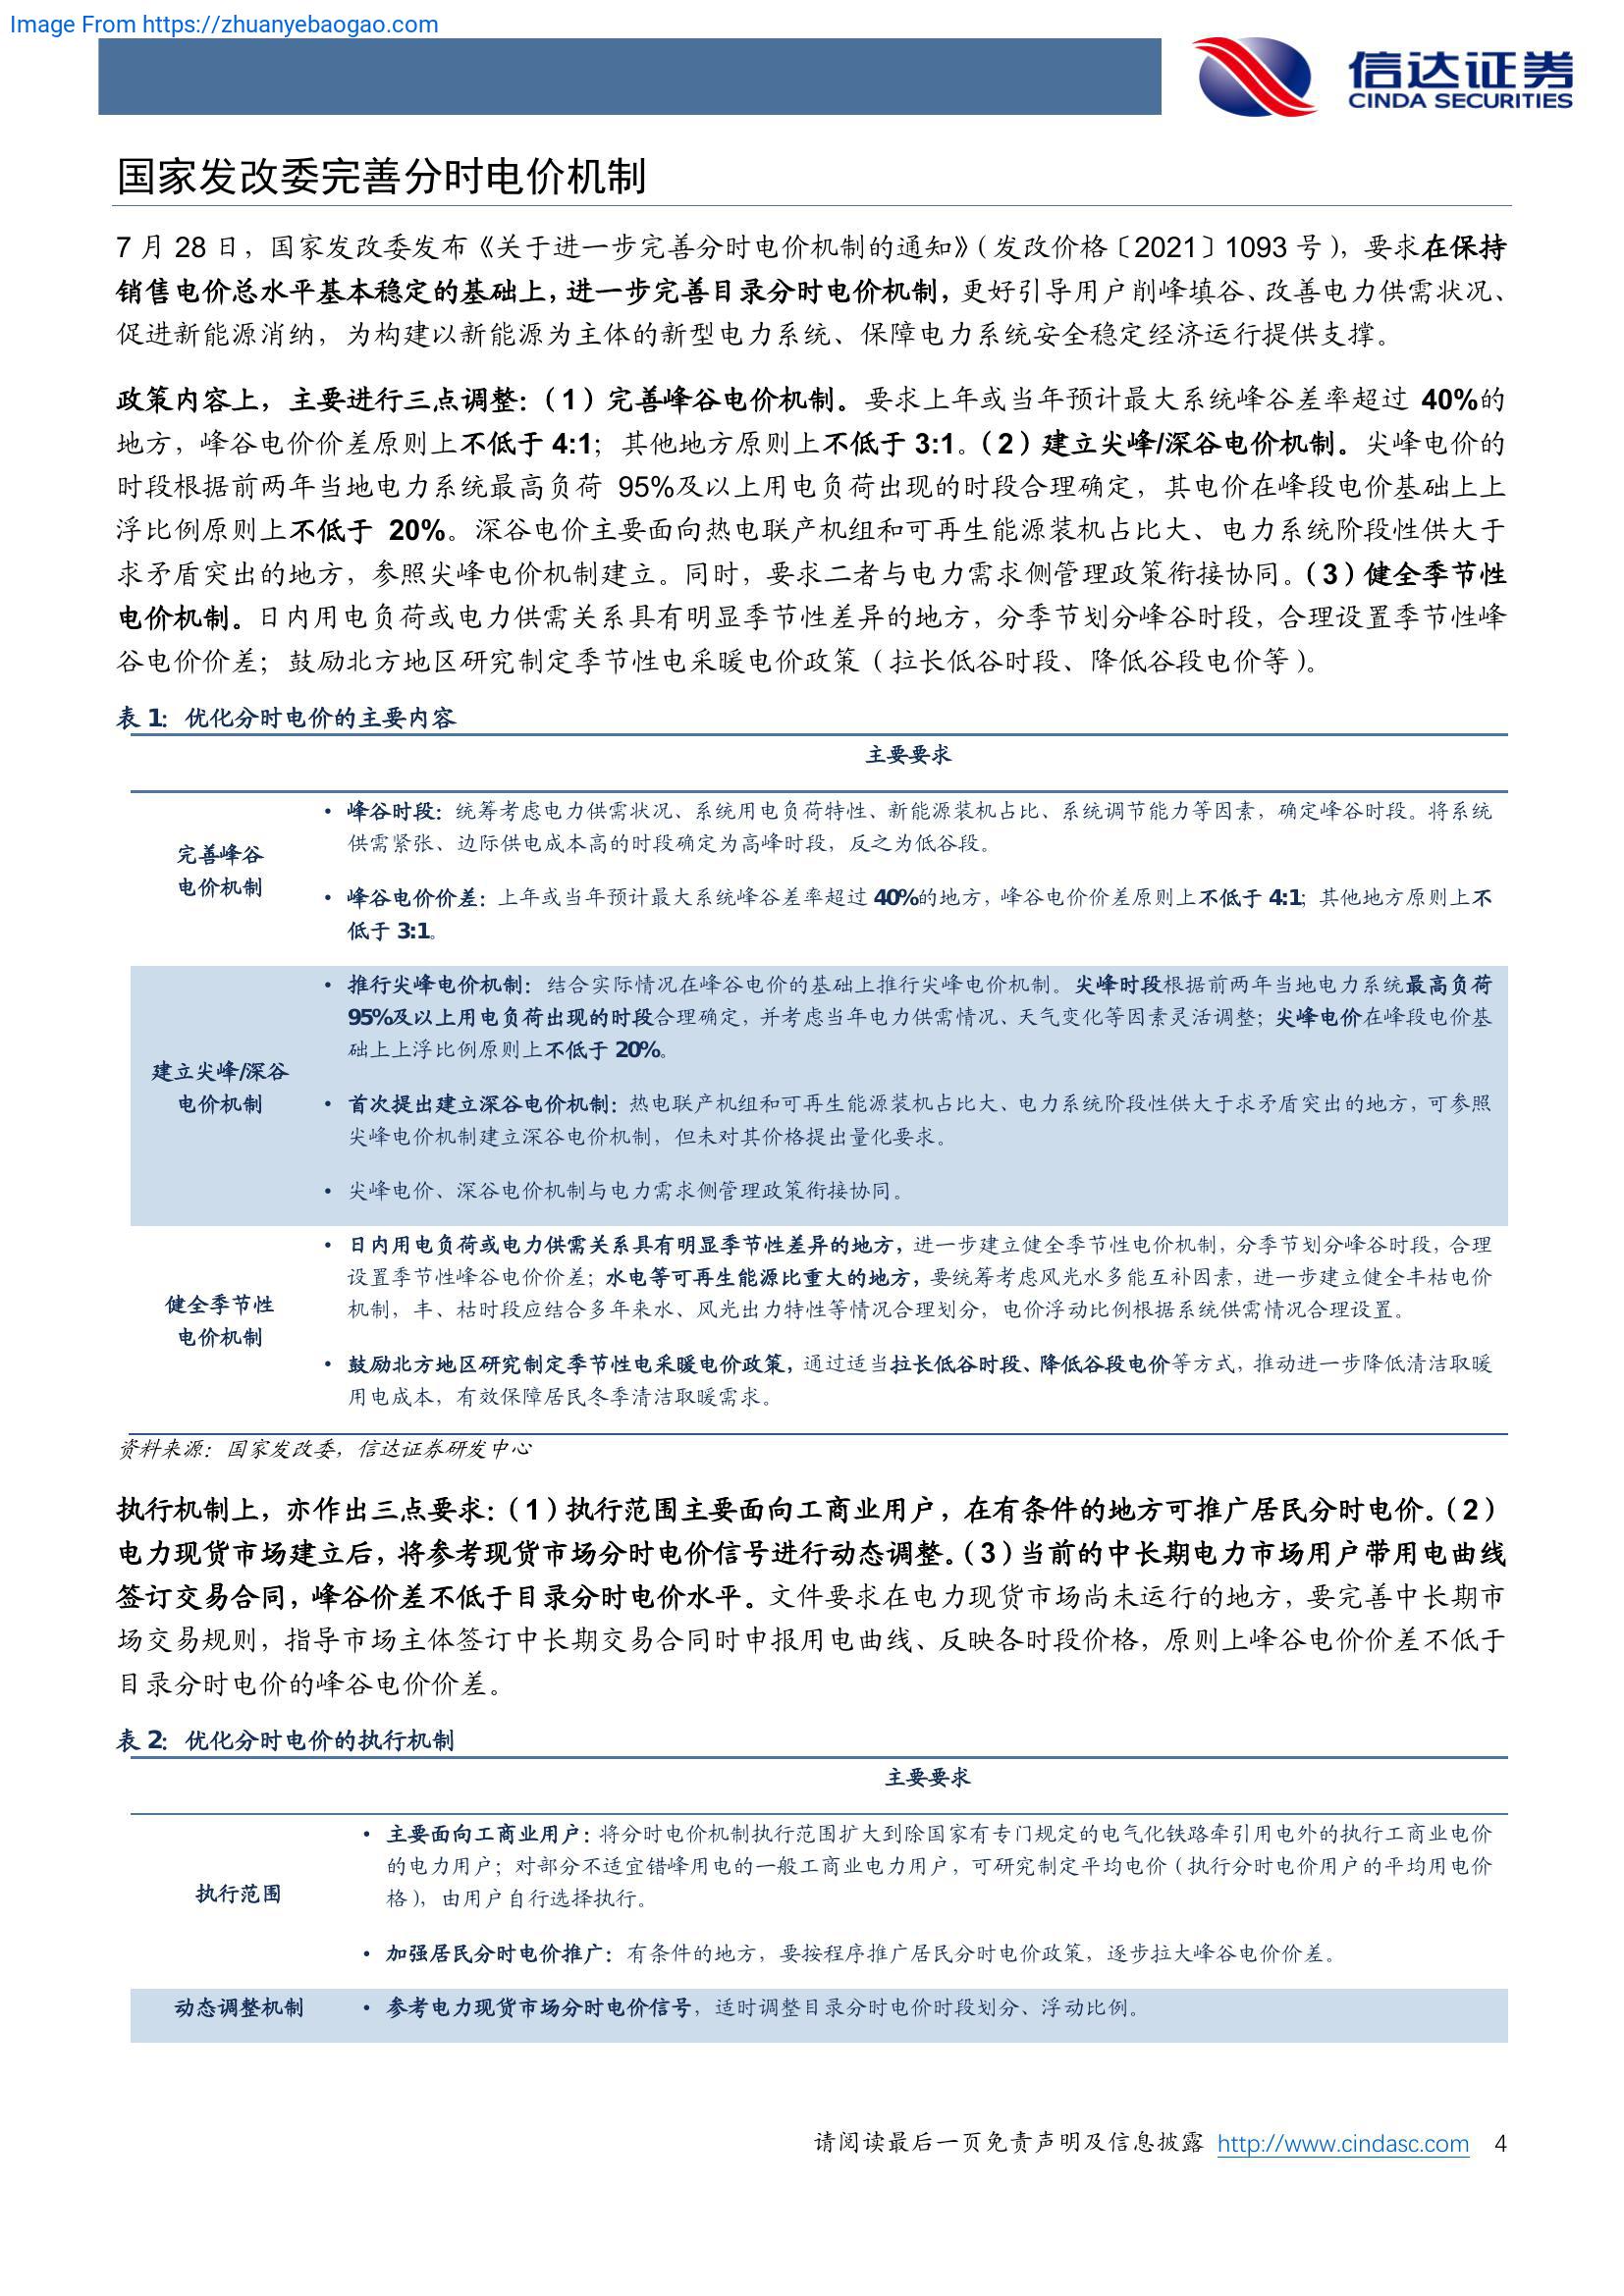 Image From https://zhuanyebaogao.com
信达证券
CINDA SECURITIES
国家发改委完善分时电价机制
7 月 28 日，国家发改委发布《关于进一步完善分时电价机制的通知》（发改价格〔2021〕1093 号），要求在保持
销售电价总水平基本稳定的基础上，进一步完善目录分时电价机制，更好引导用户削峰填谷、改善电力供需状况、
促进新能源消纳，为构建以新能源为主体的新型电力系统、保障电力系统安全稳定经济运行提供支撑。
政策内容上，主要进行三点调整：（1）完善峰谷电价机制。要求上年或当年预计最大系统峰谷差率超过 40%的
地方，峰谷电价价差原则上不低于 4:1；其他地方原则上不低于 3:1。（2）建立尖峰/深谷电价机制。尖峰电价的
时段根据前两年当地电力系统最高负荷 95%及以上用电负荷出现的时段合理确定，其电价在峰段电价基础上上
浮比例原则上不低于 20%。深谷电价主要面向热电联产机组和可再生能源装机占比大、电力系统阶段性供大于
求矛盾突出的地方，参照尖峰电价机制建立。同时，要求二者与电力需求侧管理政策衔接协同。（3）健全季节性
电价机制。日内用电负荷或电力供需关系具有明显季节性差异的地方，分季节划分峰谷时段，合理设置季节性峰
谷电价价差；鼓励北方地区研究制定季节性电采暖电价政策（拉长低谷时段、降低谷段电价等）。
表 1: 优化分时电价的主要内容
主要要求
完善峰谷
电价机制
• 峰谷时段：统筹考虑电力供需状况、系统用电负荷特性、新能源装机占比、系统调节能力等因素，确定峰谷时段。将系统
供需紧张、边际供电成本高的时段确定为高峰时段，反之为低谷段。
• 峰谷电价价差：上年或当年预计最大系统峰谷差率超过 40%的地方，峰谷电价价差原则上不低于 4:1；其他地方原则上不
低于 3:1。
建立尖峰/深谷
电价机制
• 推行尖峰电价机制：结合实际情况在峰谷电价的基础上推行尖峰电价机制。尖峰时段根据前两年当地电力系统最高负荷
95%及以上用电负荷出现的时段合理确定，并考虑当年电力供需情况、天气变化等因素灵活调整；尖峰电价在峰段电价基
础上上浮比例原则上不低于 20%。
• 首次提出建立深谷电价机制：热电联产机组和可再生能源装机占比大、电力系统阶段性供大于求矛盾突出的地方，可参照
尖峰电价机制建立深谷电价机制，但未对其价格提出量化要求。
• 尖峰电价、深谷电价机制与电力需求侧管理政策衔接协同。
健全季节性
电价机制
• 日内用电负荷或电力供需关系具有明显季节性差异的地方，进一步建立健全季节性电价机制，分季节划分峰谷时段，合理
设置季节性峰谷电价价差；水电等可再生能源比重大的地方，要统筹考虑风光水多能互补因素，进一步建立健全丰枯电价
机制，丰、枯时段应结合多年来水、风光出力特性等情况合理划分，电价浮动比例根据系统供需情况合理设置。
• 鼓励北方地区研究制定季节性电采暖电价政策，通过适当拉长低谷时段、降低谷段电价等方式，推动进一步降低清洁取暖
用电成本，有效保障居民冬季清洁取暖需求。
资料来源：国家发改委，信达证券研发中心
执行机制上，亦作出三点要求：（1）执行范围主要面向工商业用户，在有条件的地方可推广居民分时电价。（2）
电力现货市场建立后，将参考现货市场分时电价信号进行动态调整。（3）当前的中长期电力市场用户带用电曲线
签订交易合同，峰谷价差不低于目录分时电价水平。文件要求在电力现货市场尚未运行的地方，要完善中长期市
场交易规则，指导市场主体签订中长期交易合同时申报用电曲线、反映各时段价格，原则上峰谷电价价差不低于
目录分时电价的峰谷电价价差。
表 2: 优化分时电价的执行机制
主要要求
执行范围
• 主要面向工商业用户：将分时电价机制执行范围扩大到除国家有专门规定的电气化铁路牵引用电外的执行工商业电价
的电力用户；对部分不适宜错峰用电的一般工商业电力用户，可研究制定平均电价（执行分时电价用户的平均用电价
格），由用户自行选择执行。
• 加强居民分时电价推广：有条件的地方，要按程序推广居民分时电价政策，逐步拉大峰谷电价价差。
动态调整机制
• 参考电力现货市场分时电价信号，适时调整目录分时电价时段划分、浮动比例。
请阅读最后一页免责声明及信息披露 http://www.cindasc.com 4